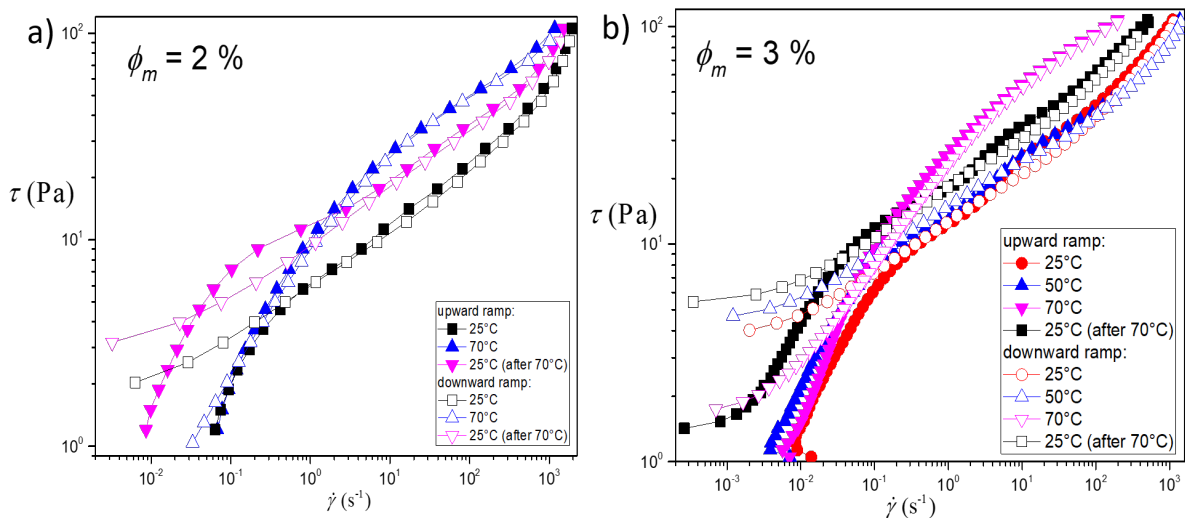 a)
ϕm = 2 %
10²
10¹
10⁰
τ (Pa)
10⁻² 10⁻¹ 10⁰ 10¹ 10² 10³
γ̇ (s⁻¹)
upward ramp:
25°C
70°C
25°C (after 70°C)
downward ramp:
25°C
70°C
25°C (after 70°C)
b)
ϕm = 3 %
10²
10¹
10⁰
τ (Pa)
10⁻³ 10⁻² 10⁻¹ 10⁰ 10¹ 10² 10³
γ̇ (s⁻¹)
upward ramp:
25°C
50°C
70°C
25°C (after 70°C)
downward ramp:
25°C
50°C
70°C
25°C (after 70°C)